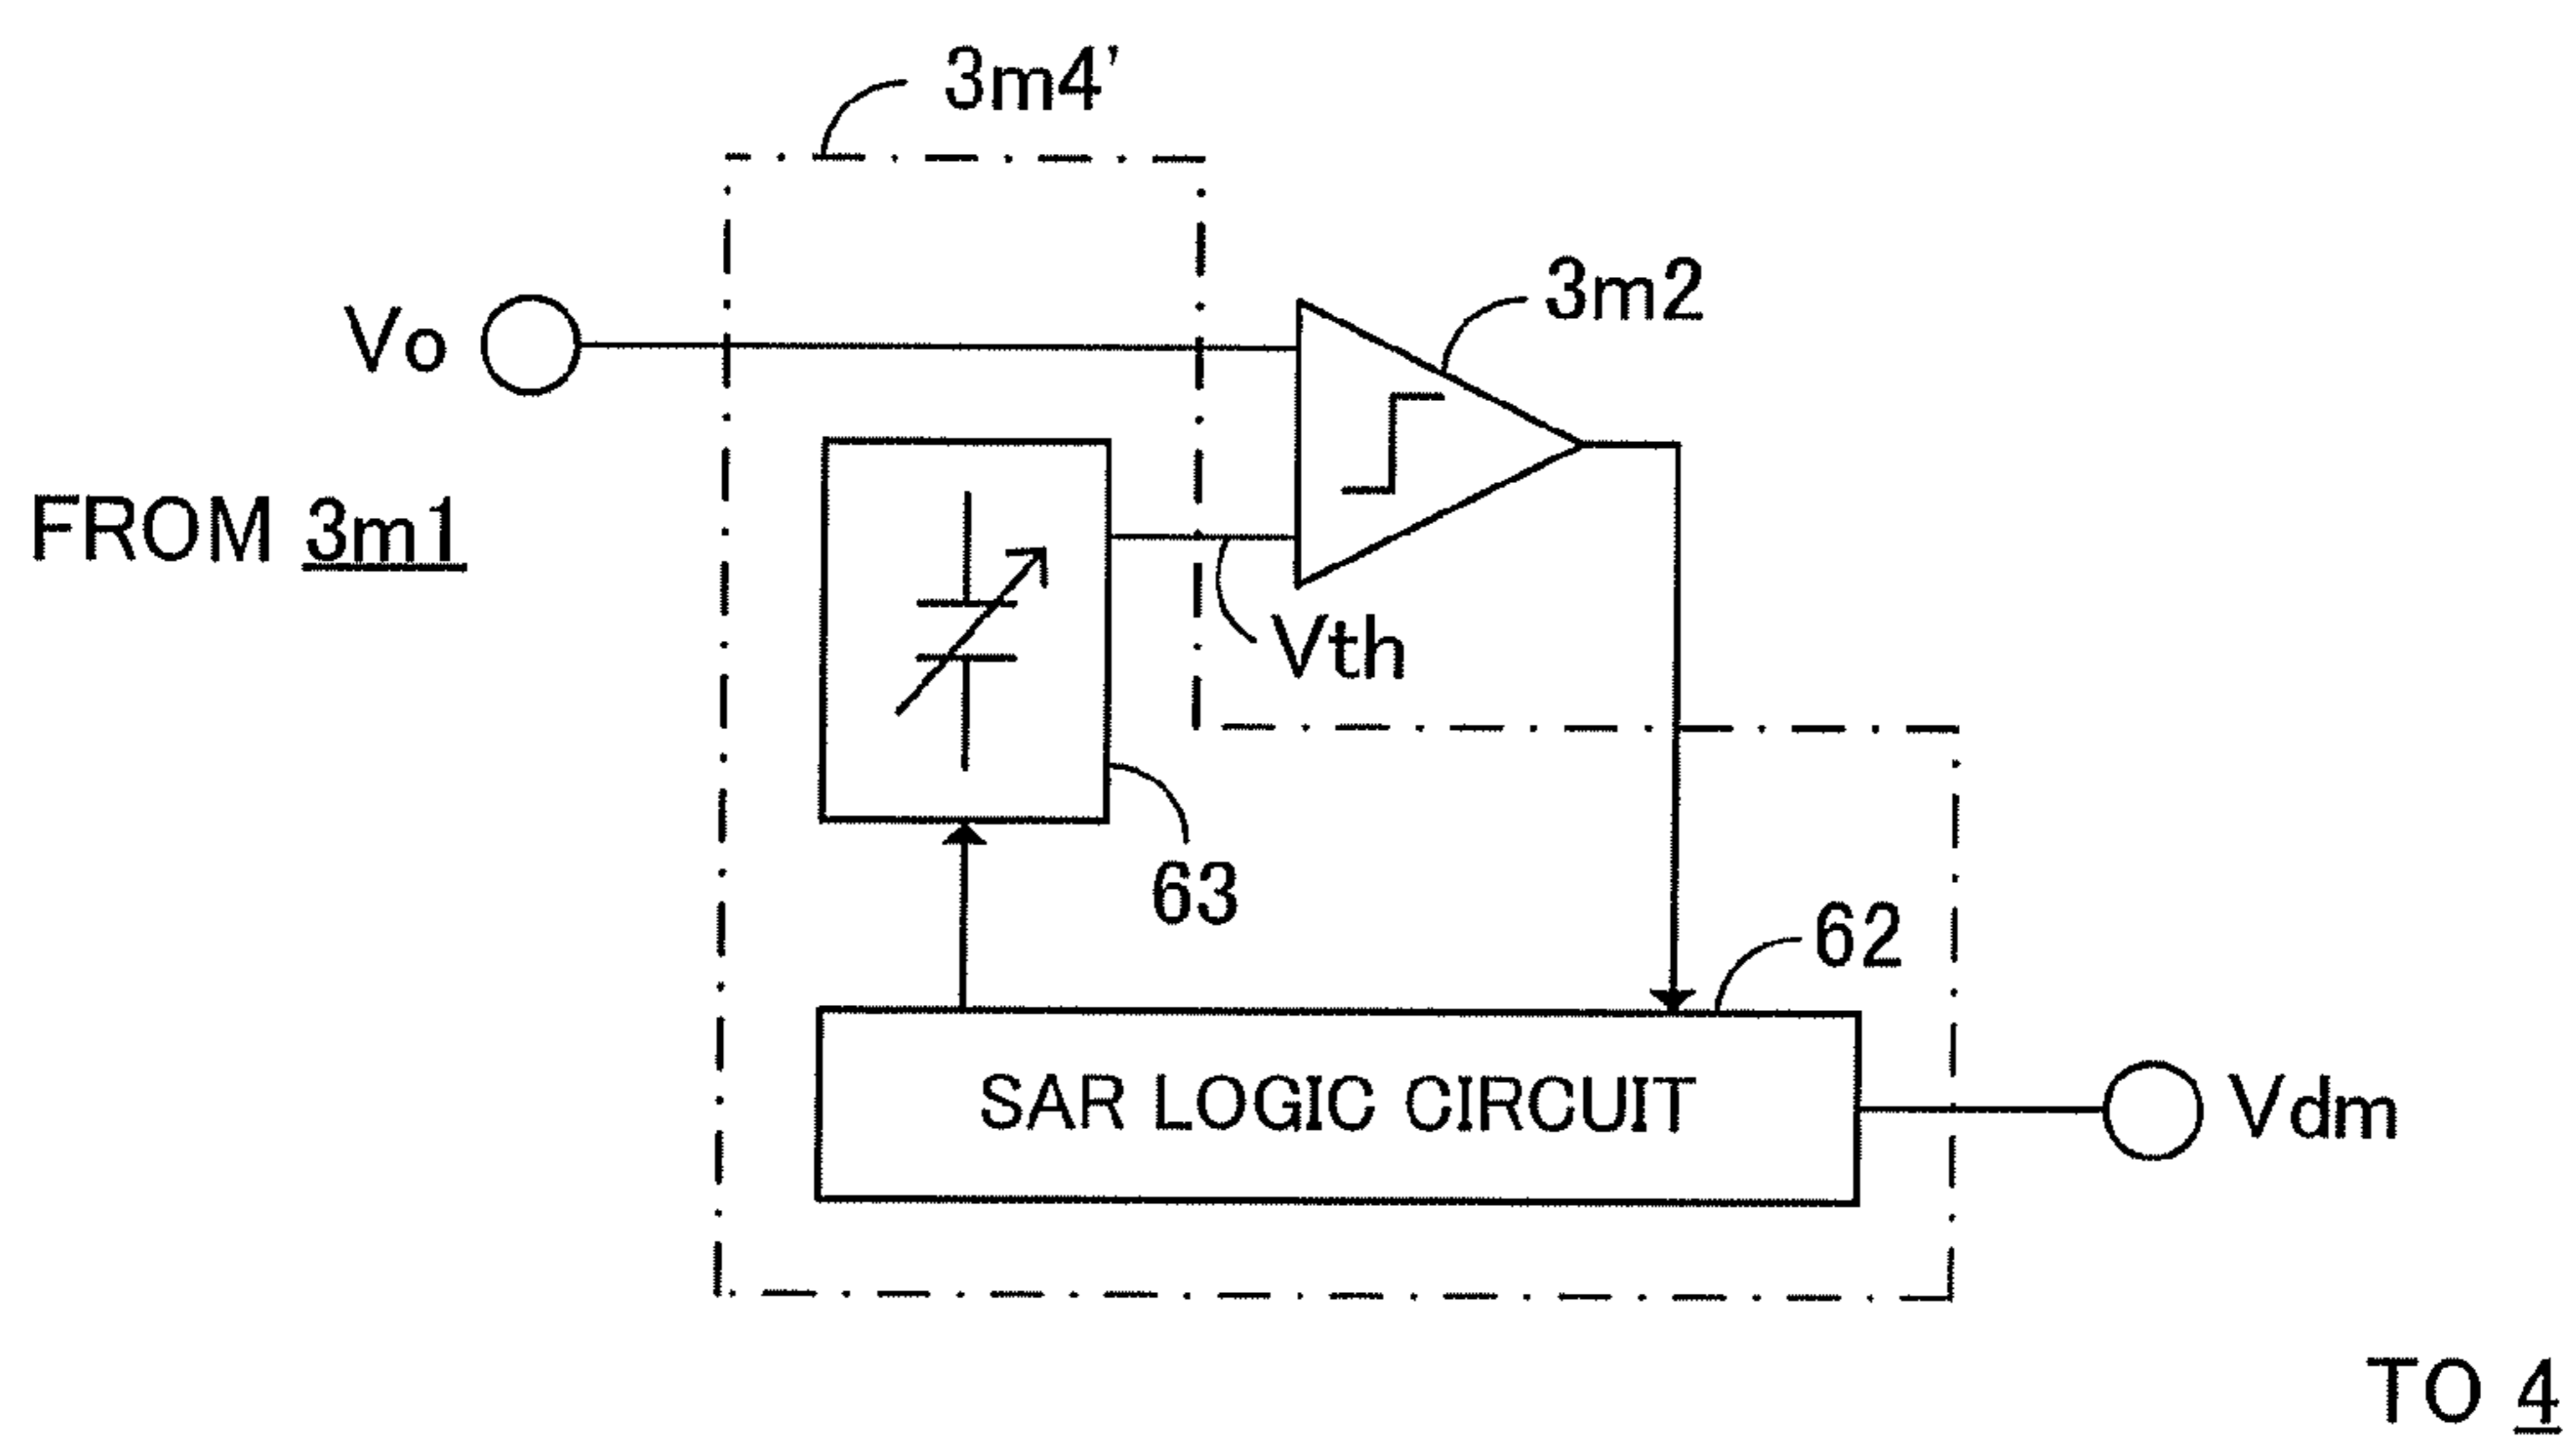 3m4'
3m2
Vo
FROM 3m1
Vth
63
62
SAR LOGIC CIRCUIT
Vdm
TO 4